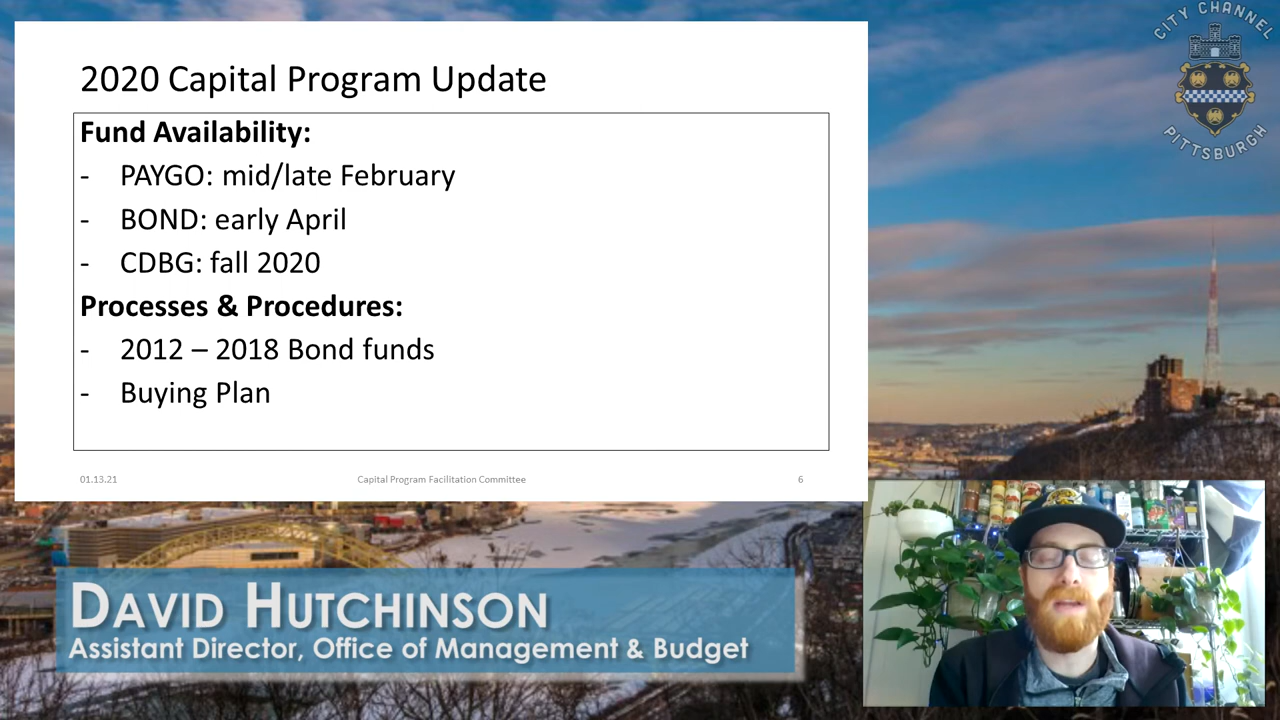 CITY CHANNEL
PITTSBURGH
2020 Capital Program Update
Fund Availability:
- PAYGO: mid/late February
- BOND: early April
- CDBG: fall 2020
Processes & Procedures:
- 2012 – 2018 Bond funds
- Buying Plan
01.13.21 Capital Program Facilitation Committee 6
DAVID HUTCHINSON
Assistant Director, Office of Management & Budget